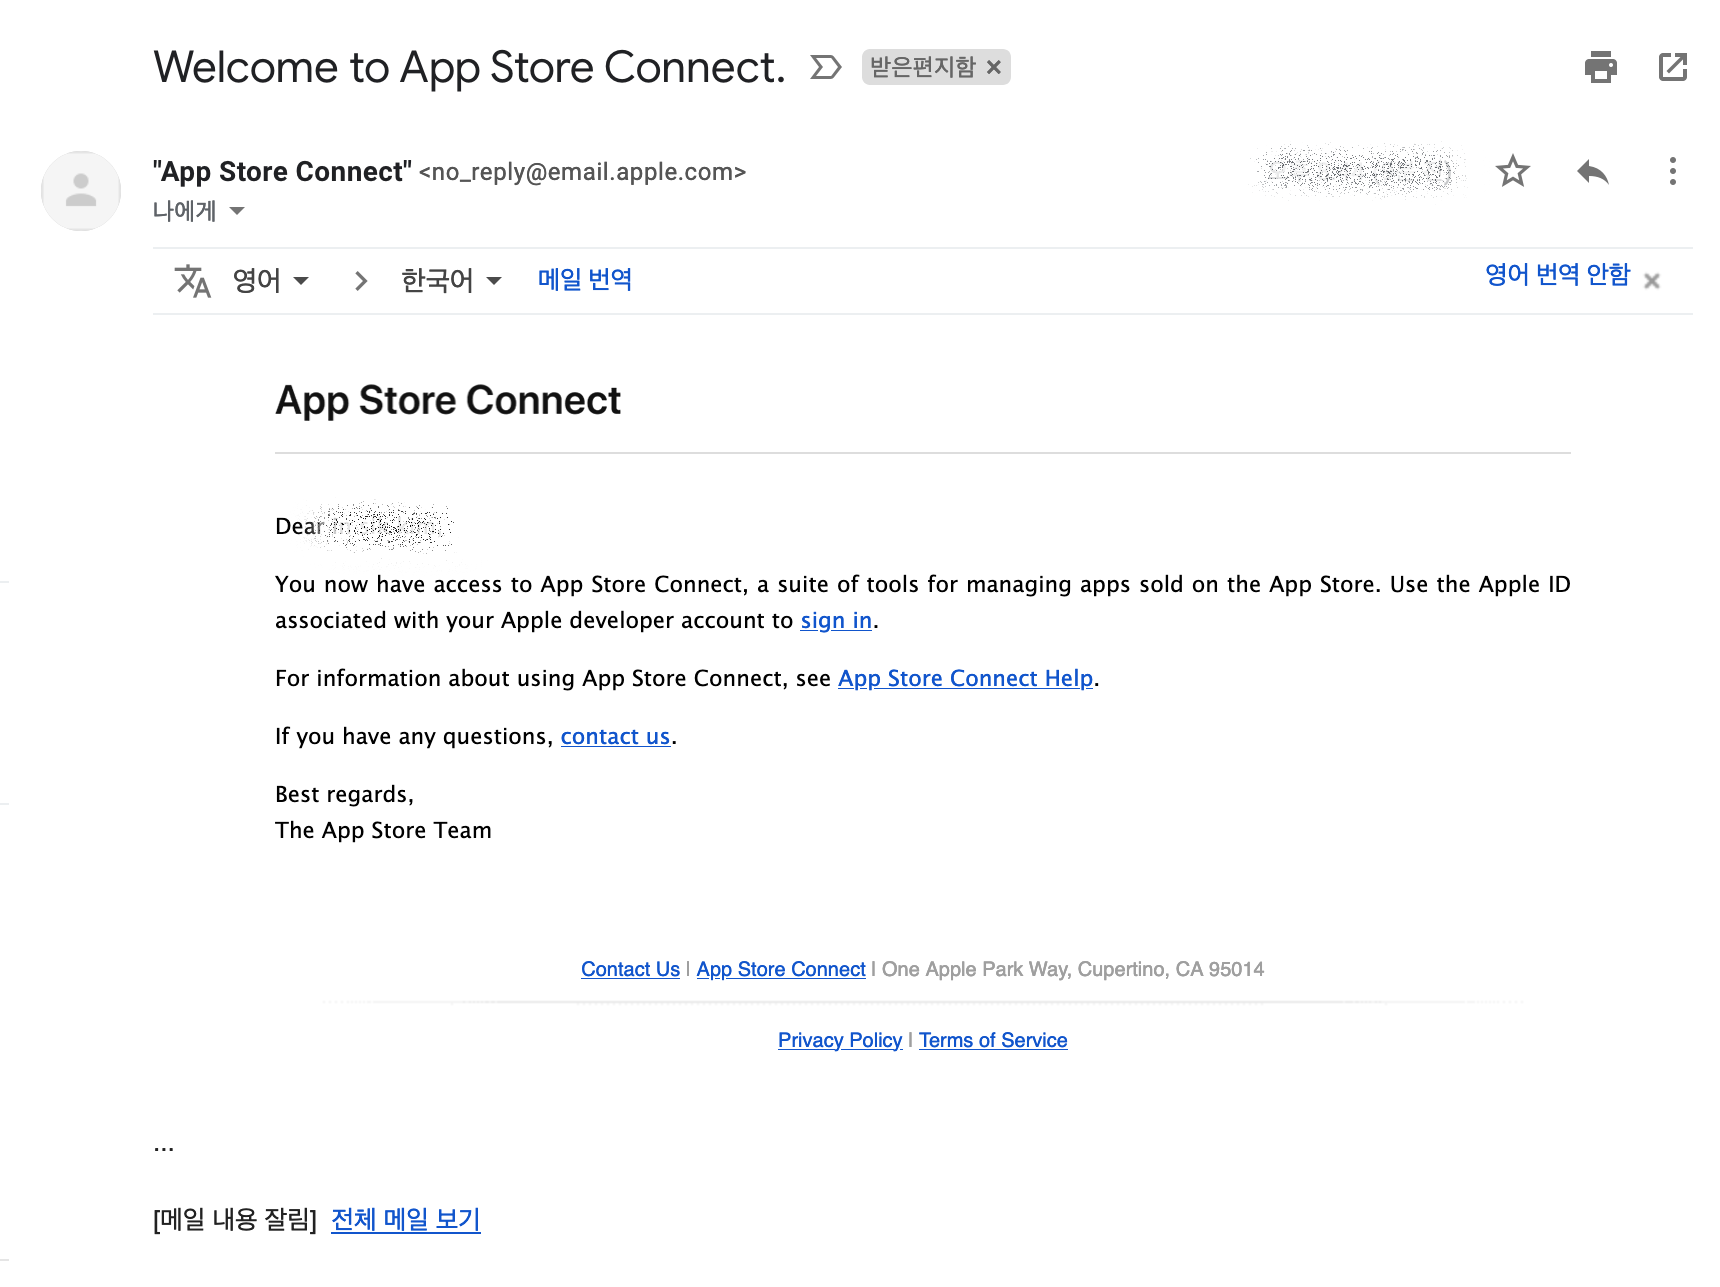 Welcome to App Store Connect.
받은편지함 ×
"App Store Connect" <no_reply@email.apple.com>
나에게
영어 > 한국어 메일 번역 영어 번역 안함 ×
App Store Connect
Dear
You now have access to App Store Connect, a suite of tools for managing apps sold on the App Store. Use the Apple ID
associated with your Apple developer account to sign in.
For information about using App Store Connect, see App Store Connect Help.
If you have any questions, contact us.
Best regards,
The App Store Team
Contact Us | App Store Connect | One Apple Park Way, Cupertino, CA 95014
Privacy Policy | Terms of Service
...
[메일 내용 잘림] 전체 메일 보기